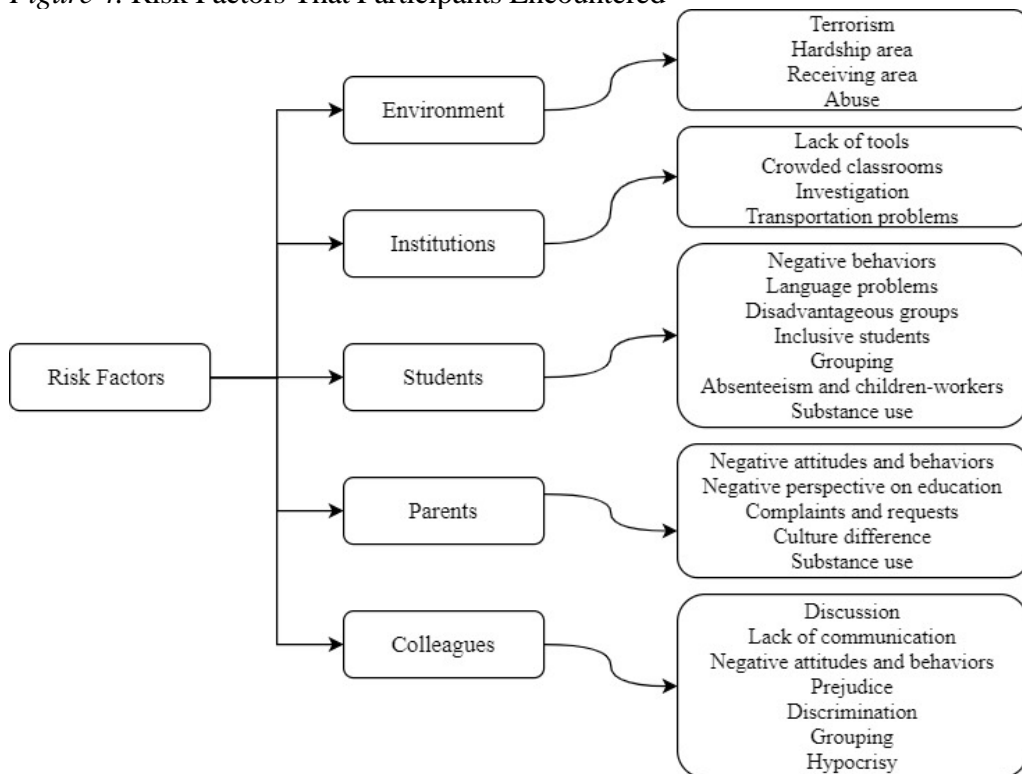 Figure 4. Risk Factors That Participants Encountered
Terrorism
Hardship area
Receiving area
Abuse
Environment
Lack of tools
Crowded classrooms
Investigation
Transportation problems
Institutions
Negative behaviors
Language problems
Disadvantageous groups
Inclusive students
Grouping
Absenteeism and children-workers
Substance use
Risk Factors
Students
Negative attitudes and behaviors
Negative perspective on education
Complaints and requests
Culture difference
Substance use
Parents
Discussion
Lack of communication
Negative attitudes and behaviors
Prejudice
Discrimination
Grouping
Hypocrisy
Colleagues